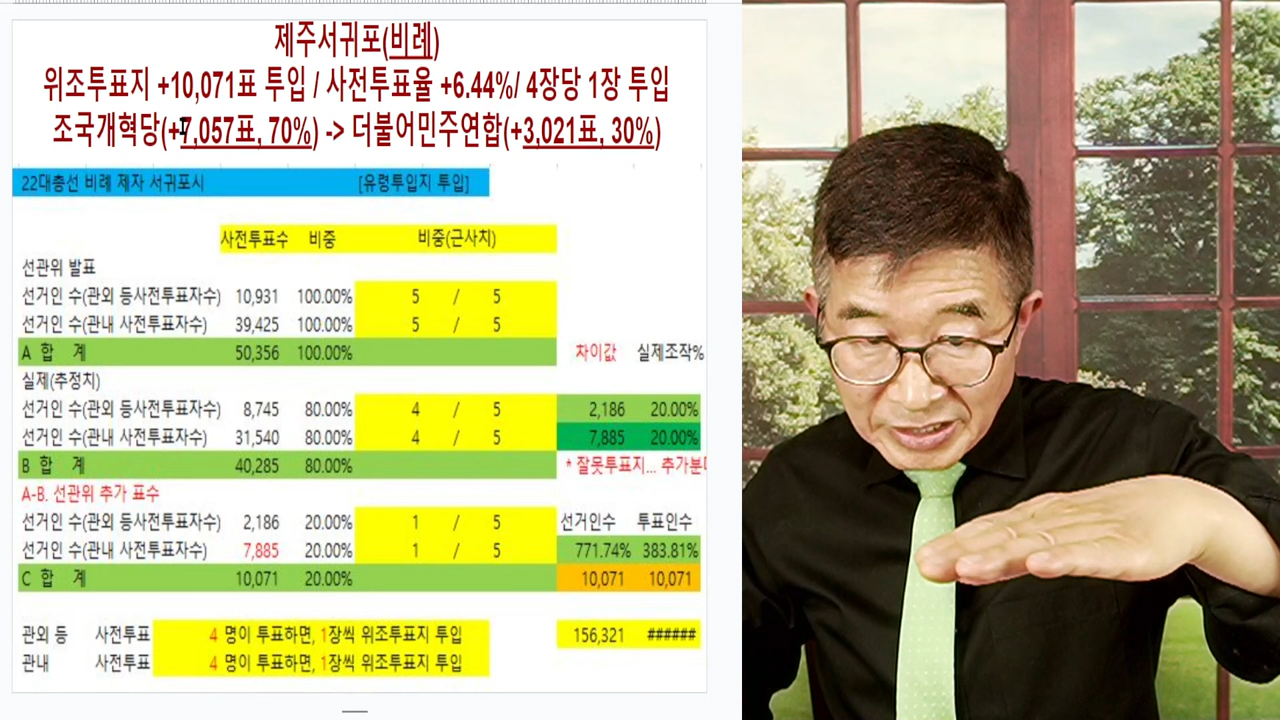 제주서귀포(비례)
위조투표지 +10,071표 투입 / 사전투표율 +6.44%/ 4장당 1장 투입
조국개혁당(+7,057표, 70%) -> 더불어민주연합(+3,021표, 30%)
22대총선 비례 제자 서귀포시 [유령투입지 투입]
사전투표수 비중 비중(근사치)
선관위 발표
선거인 수(관외 등사전투표자수) 10,931 100.00% 5 / 5
선거인 수(관내 사전투표자수) 39,425 100.00% 5 / 5
A 합 계 50,356 100.00% 차이값 실제조작%
실제(추정치)
선거인 수(관외 등사전투표자수) 8,745 80.00% 4 / 5 2,186 20.00%
선거인 수(관내 사전투표자수) 31,540 80.00% 4 / 5 7,885 20.00%
B 합 계 40,285 80.00% * 잘못투표지... 추가분
A-B. 선관위 추가 표수
선거인 수(관외 등사전투표자수) 2,186 20.00% 1 / 5 선거인수 투표인수
선거인 수(관내 사전투표자수) 7,885 20.00% 1 / 5 771.74% 383.81%
C 합 계 10,071 20.00% 10,071 10,071
관외 등 사전투표 4 명이 투표하면, 1장씩 위조투표지 투입 156,321 ######
관내 사전투표 4 명이 투표하면, 1장씩 위조투표지 투입